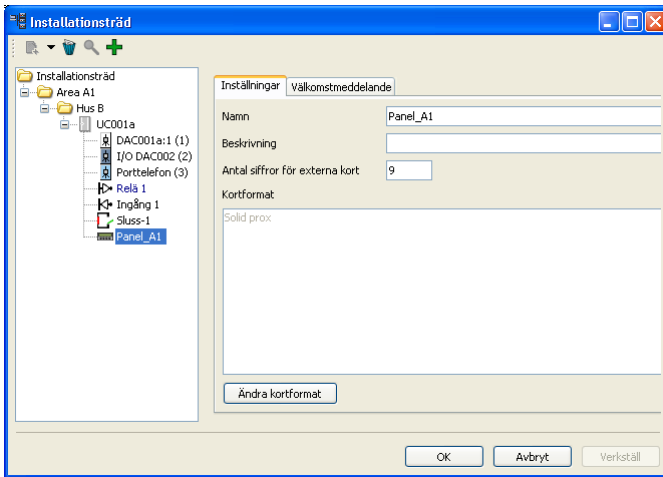 Installationsträd
Installationsträd
Area A1
Hus B
UC001a
DAC001a:1 (1)
I/O DAC002 (2)
Porttelefon (3)
Relä 1
Ingång 1
Sluss-1
Panel_A1
Inställningar Välkomstmeddelande
Namn Panel_A1
Beskrivning
Antal siffror för externa kort 9
Kortformat
Solid prox
Ändra kortformat
OK Avbryt Verkställ